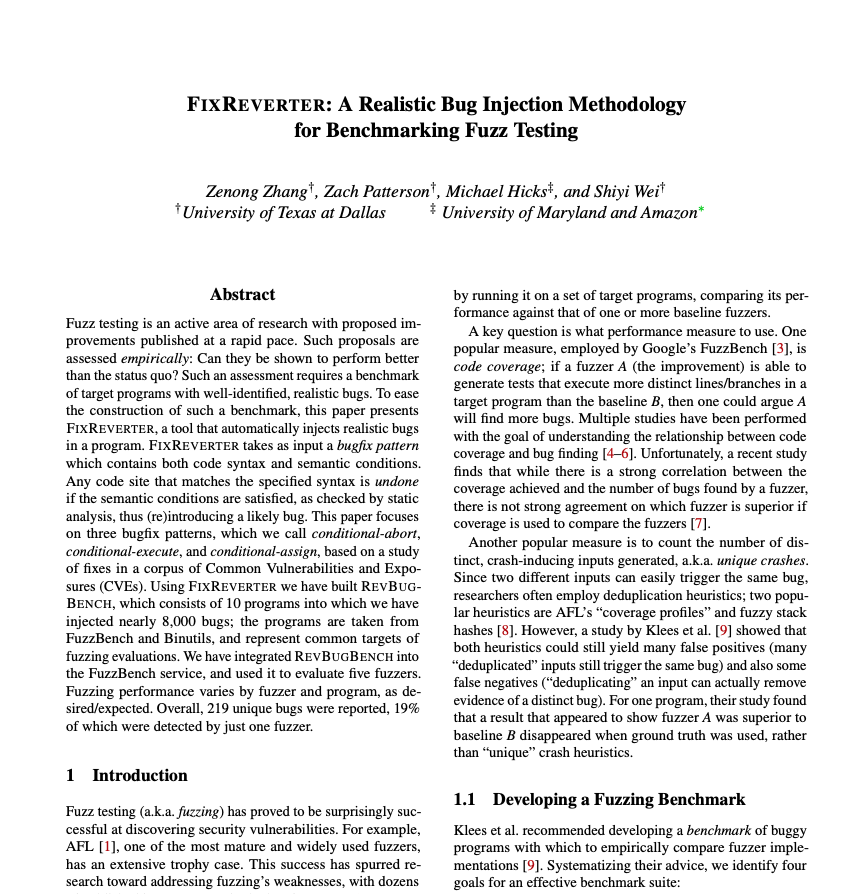 FIXREVERTER: A Realistic Bug Injection Methodology
for Benchmarking Fuzz Testing
Zenong Zhang†, Zach Patterson†, Michael Hicks‡, and Shiyi Wei†
†University of Texas at Dallas ‡ University of Maryland and Amazon*
Abstract
Fuzz testing is an active area of research with proposed im-
provements published at a rapid pace. Such proposals are
assessed empirically: Can they be shown to perform better
than the status quo? Such an assessment requires a benchmark
of target programs with well-identified, realistic bugs. To ease
the construction of such a benchmark, this paper presents
FIXREVERTER, a tool that automatically injects realistic bugs
in a program. FIXREVERTER takes as input a bugfix pattern
which contains both code syntax and semantic conditions.
Any code site that matches the specified syntax is undone
if the semantic conditions are satisfied, as checked by static
analysis, thus (re)introducing a likely bug. This paper focuses
on three bugfix patterns, which we call conditional-abort,
conditional-execute, and conditional-assign, based on a study
of fixes in a corpus of Common Vulnerabilities and Expo-
sures (CVEs). Using FIXREVERTER we have built REVBUG-
BENCH, which consists of 10 programs into which we have
injected nearly 8,000 bugs; the programs are taken from
FuzzBench and Binutils, and represent common targets of
fuzzing evaluations. We have integrated REVBUGBENCH into
the FuzzBench service, and used it to evaluate five fuzzers.
Fuzzing performance varies by fuzzer and program, as de-
sired/expected. Overall, 219 unique bugs were reported, 19%
of which were detected by just one fuzzer.
1 Introduction
Fuzz testing (a.k.a. fuzzing) has proved to be surprisingly suc-
cessful at discovering security vulnerabilities. For example,
AFL [1], one of the most mature and widely used fuzzers,
has an extensive trophy case. This success has spurred re-
search toward addressing fuzzing's weaknesses, with dozens
by running it on a set of target programs, comparing its per-
formance against that of one or more baseline fuzzers.
A key question is what performance measure to use. One
popular measure, employed by Google's FuzzBench [3], is
code coverage; if a fuzzer A (the improvement) is able to
generate tests that execute more distinct lines/branches in a
target program than the baseline B, then one could argue A
will find more bugs. Multiple studies have been performed
with the goal of understanding the relationship between code
coverage and bug finding [4–6]. Unfortunately, a recent study
finds that while there is a strong correlation between the
coverage achieved and the number of bugs found by a fuzzer,
there is not strong agreement on which fuzzer is superior if
coverage is used to compare the fuzzers [7].
Another popular measure is to count the number of dis-
tinct, crash-inducing inputs generated, a.k.a. unique crashes.
Since two different inputs can easily trigger the same bug,
researchers often employ deduplication heuristics; two popu-
lar heuristics are AFL's “coverage profiles” and fuzzy stack
hashes [8]. However, a study by Klees et al. [9] showed that
both heuristics could still yield many false positives (many
“deduplicated” inputs still trigger the same bug) and also some
false negatives (“deduplicating” an input can actually remove
evidence of a distinct bug). For one program, their study found
that a result that appeared to show fuzzer A was superior to
baseline B disappeared when ground truth was used, rather
than “unique” crash heuristics.
1.1 Developing a Fuzzing Benchmark
Klees et al. recommended developing a benchmark of buggy
programs with which to empirically compare fuzzer imple-
mentations [9]. Systematizing their advice, we identify four
goals for an effective benchmark suite: